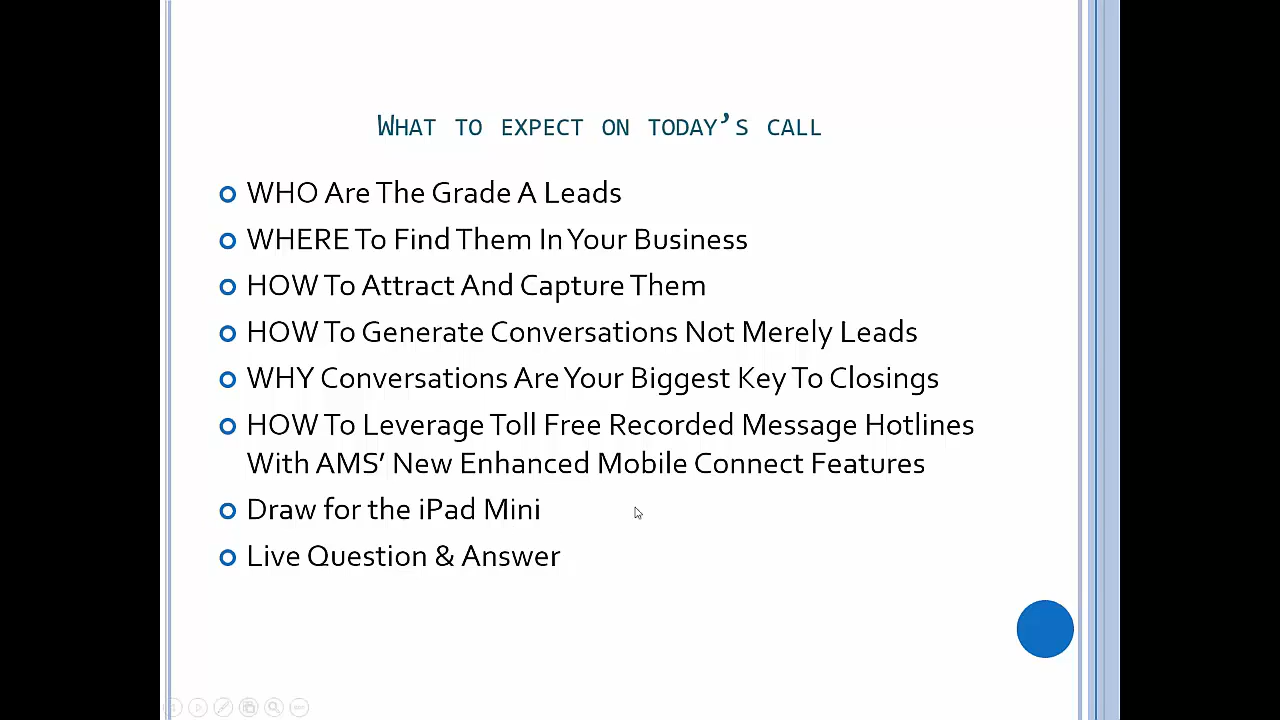 WHAT TO EXPECT ON TODAY'S CALL
WHO Are The Grade A Leads
WHERE To Find Them In Your Business
HOW To Attract And Capture Them
HOW To Generate Conversations Not Merely Leads
WHY Conversations Are Your Biggest Key To Closings
HOW To Leverage Toll Free Recorded Message Hotlines
With AMS' New Enhanced Mobile Connect Features
Draw for the iPad Mini
Live Question & Answer